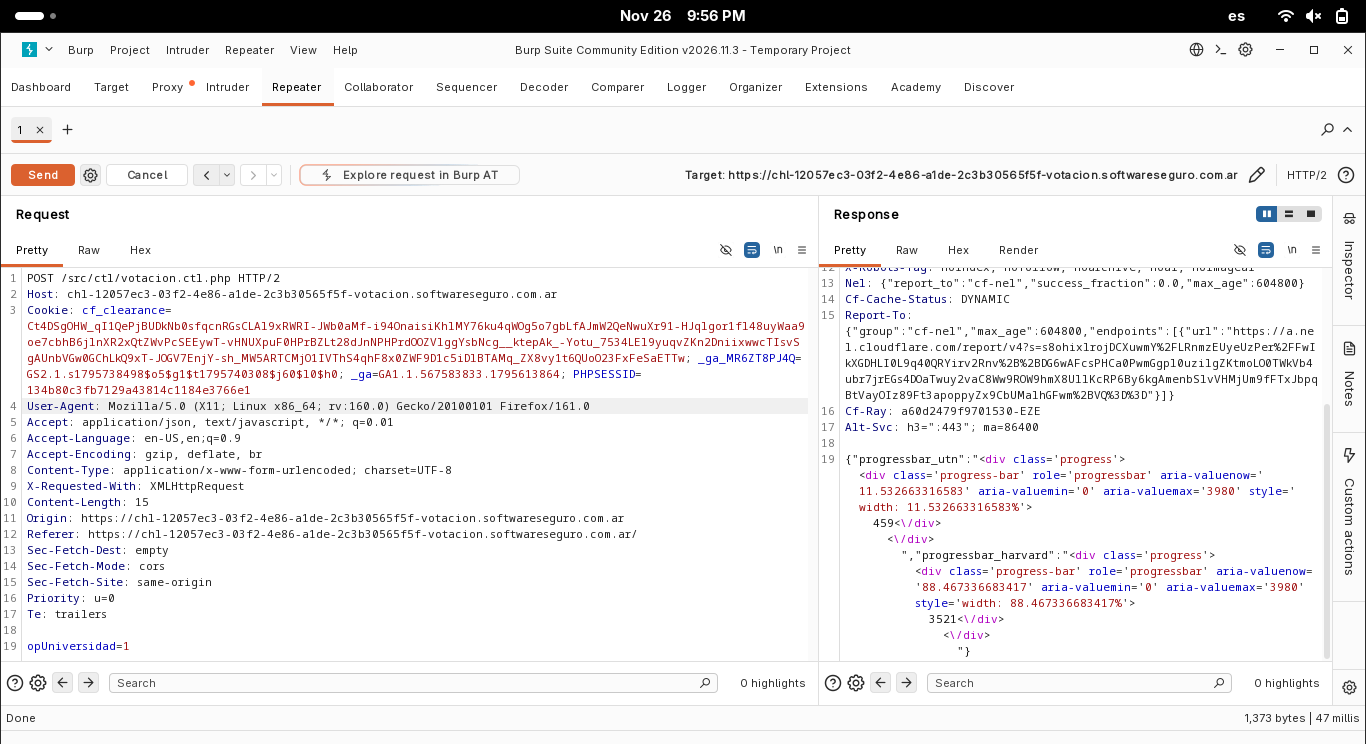 Nov 26 9:56 PM
es
Burp Project Intruder Repeater View Help
Burp Suite Community Edition v2026.11.3 - Temporary Project
Dashboard Target Proxy Intruder Repeater Collaborator Sequencer Decoder Comparer Logger Organizer Extensions Academy Discover
1 × +
Send Cancel Explore request in Burp AT
Target: https://chl-12057ec3-03f2-4e86-a1de-2c3b30565f5f-votacion.softwareseguro.com.ar HTTP/2
Request
Pretty Raw Hex \n
1 POST /src/ctl/votacion.ctl.php HTTP/2
2 Host: chl-12057ec3-03f2-4e86-a1de-2c3b30565f5f-votacion.softwareseguro.com.ar
3 Cookie: cf_clearance=
Ct4DSgOHW_qI1QePjBUDkNb0sfqcnRGsCLA19xRWRI-JWb0aMf-i94OnaisiKhlMY76ku4qWOg5o7gbLfAJmW2QeNwuXr91-HJqlgor1fl48uyWaa9
oe7cbhB6jlnXR2xQtZWvPcSEEywT-vHNUXpuF0HPrBZLt28dJnNPHPrdOOZVlggYsbNcg__ktepAk_-Yotu_7534LE19yuqvZKn2DniixwwcTIsvS
gAUnbVGw0GChLkQ9xT-JOGV7EnjY-sh_MW5ARTCMjO1IVThS4qhF8x0ZWF9D1c5iDlBTAMq_ZX8vy1t6QUoO23FxFeSaETTw; _ga_MR6ZT8PJ4Q=
GS2.1.s1795738498$o5$g1$t1795740308$j60$l0$h0; _ga=GA1.1.567583833.1795613864; PHPSESSID=
134b80c3fb7129a43814c1184e3766e1
4 User-Agent: Mozilla/5.0 (X11; Linux x86_64; rv:160.0) Gecko/20100101 Firefox/161.0
5 Accept: application/json, text/javascript, */*; q=0.01
6 Accept-Language: en-US,en;q=0.9
7 Accept-Encoding: gzip, deflate, br
8 Content-Type: application/x-www-form-urlencoded; charset=UTF-8
9 X-Requested-With: XMLHttpRequest
10 Content-Length: 15
11 Origin: https://chl-12057ec3-03f2-4e86-a1de-2c3b30565f5f-votacion.softwareseguro.com.ar
12 Referer: https://chl-12057ec3-03f2-4e86-a1de-2c3b30565f5f-votacion.softwareseguro.com.ar/
13 Sec-Fetch-Dest: empty
14 Sec-Fetch-Mode: cors
15 Sec-Fetch-Site: same-origin
16 Priority: u=0
17 Te: trailers
18
19 opUniversidad=1
Search 0 highlights
Response
Pretty Raw Hex Render \n
12 X-Robots-Tag: noindex, nofollow, noarchive, noai, noimageai
13 Nel: {"report_to":"cf-nel","success_fraction":0.0,"max_age":604800}
14 Cf-Cache-Status: DYNAMIC
15 Report-To:
{"group":"cf-nel","max_age":604800,"endpoints":[{"url":"https://a.ne
l.cloudflare.com/report/v4?s=s8ohixlrojDCXuwmY%2FLRnmzEUyeUzPer%2FFwI
kXGDHLI0L9q40QRYirv2Rnv%2B%2BDG6wAFcsPHCa0PwmGgpl0uzilgZKtmoLO0TWkVb4
ubr7jrEGs4DOaTwuy2vaC8Ww9ROW9hmX8UllKcRP6By6kgAmenbSlvVHMjUm9fFTxJbpq
BtVayOIz89Ft3apoppyZx9CbUMalhGFwm%2BVQ%3D%3D"}]}
16 Cf-Ray: a60d2479f9701530-EZE
17 Alt-Svc: h3=":443"; ma=86400
18
19 {"progressbar_utn":"<div class='progress'>
<div class='progress-bar' role='progressbar' aria-valuenow='
11.532663316583' aria-valuemin='0' aria-valuemax='3980' style='
width: 11.532663316583%'>
459<\/div>
<\/div>
","progressbar_harvard":"<div class='progress'>
<div class='progress-bar' role='progressbar' aria-valuenow=
'88.467336683417' aria-valuemin='0' aria-valuemax='3980'
style='width: 88.467336683417%'>
3521<\/div>
<\/div>
"}
Search 0 highlights
Inspector
Notes
Custom actions
Done
1,373 bytes | 47 millis